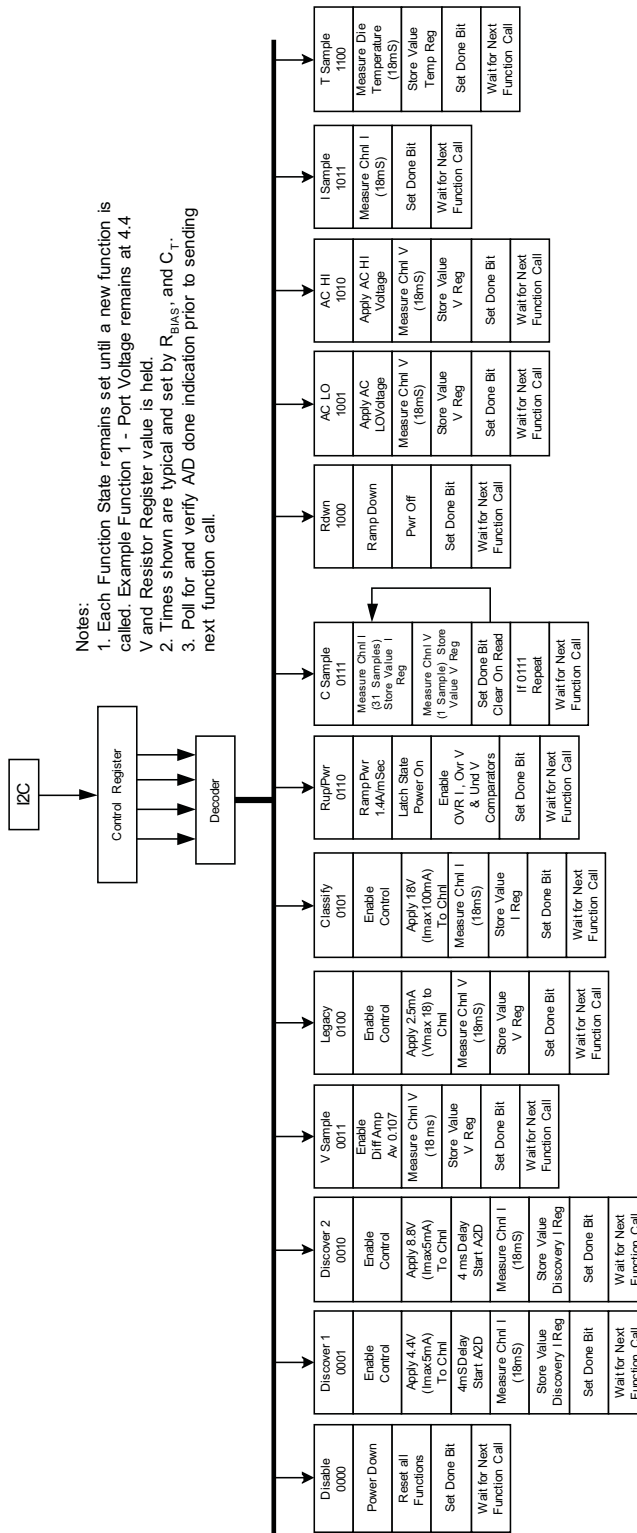 I2C
Control Register
Decoder
Notes:
1. Each Function State remains set until a new function is
called. Example Function 1 - Port Voltage remains at 4.4
V and Resistor Register value is held.
2. Times shown are typical and set by RBIAS, and CT.
3. Poll for and verify A/D done indication prior to sending
next function call.
Disable
0000
Power Down
Reset all
Functions
Set Done Bit
Wait for Next
Function Call
Discover 1
0001
Enable
Control
Apply 4.4V
(Imax5mA)
To Chnl
4mSDelay
Start A2D
Measure Chnl I
(18mS)
Store Value
Discovery I Reg
Set Done Bit
Wait for Next
Function Call
Discover 2
0010
Enable
Control
Apply 8.8V
(Imax5mA)
To Chnl
4 ms Delay
Start A2D
Measure Chnl I
(18mS)
Store Value
Discovery I Reg
Set Done Bit
Wait for Next
Function Call
V Sample
0011
Enable
Diff Amp
Av 0.107
Measure Chnl V
(18 ms)
Store Value
V Reg
Set Done Bit
Wait for Next
Function Call
Legacy
0100
Enable
Control
Apply 2.5mA
(Vmax 18) to
Chnl
Measure Chnl V
(18mS)
Store Value
V Reg
Set Done Bit
Wait for Next
Function Call
Classify
0101
Enable
Control
Apply 18V
(Imax100mA)
To Chnl
Measure Chnl I
(18mS)
Store Value
I Reg
Set Done Bit
Wait for Next
Function Call
Rup/Pwr
0110
Ramp Pwr
1.4A/mSec
Latch State
Power On
Enable
OVR I, Ovr V
& Und V
Comparators
Set Done Bit
Wait for Next
Function Call
C Sample
0111
Measure Chnl I
(31 Samples)
Store Value I
Reg
Measure Chnl V
(1 Sample) Store
Value V Reg
Set Done Bit
Clear On Read
If 0111
Repeat
Wait for Next
Function Call
Rdwn
1000
Ramp Down
Pwr Off
Set Done Bit
Wait for Next
Function Call
AC LO
1001
Apply AC
LOVoltage
Measure Chnl V
(18mS)
Store Value
V Reg
Set Done Bit
Wait for Next
Function Call
AC HI
1010
Apply AC HI
Voltage
Measure Chnl V
(18mS)
Store Value
V Reg
Set Done Bit
Wait for Next
Function Call
I Sample
1011
Measure Chnl I
(18mS)
Set Done Bit
Wait for Next
Function Call
T Sample
1100
Measure Die
Temperature
(18mS)
Store Value
Temp Reg
Set Done Bit
Wait for Next
Function Call